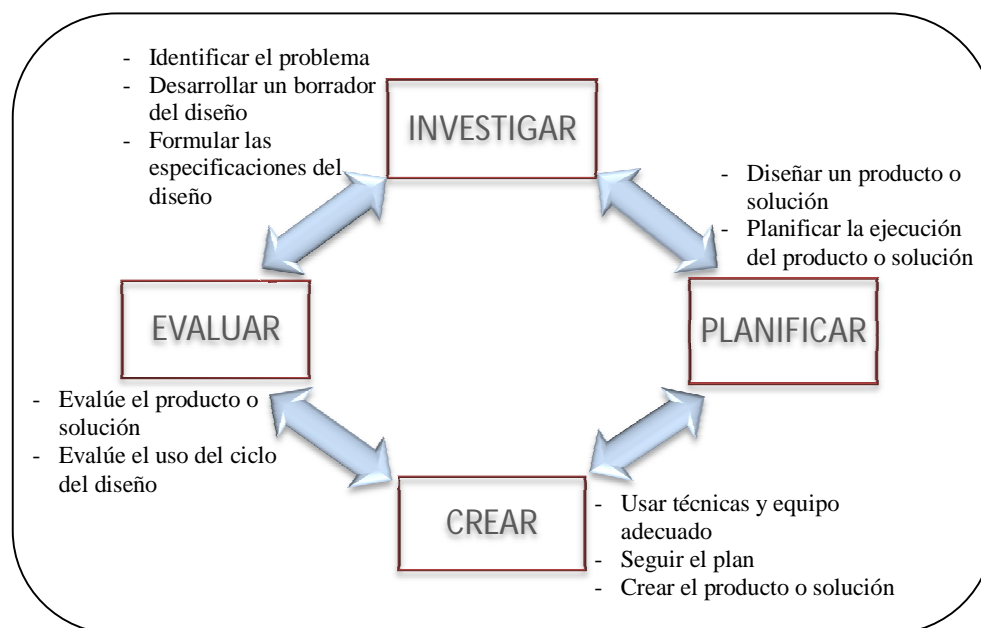 - Identificar el problema
- Desarrollar un borrador
del diseño
- Formular las
especificaciones del
diseño
INVESTIGAR
- Diseñar un producto o
solución
- Planificar la ejecución
del producto o solución
PLANIFICAR
EVALUAR
- Evalúe el producto o
solución
- Evalúe el uso del ciclo
del diseño
CREAR
- Usar técnicas y equipo
adecuado
- Seguir el plan
- Crear el producto o solución